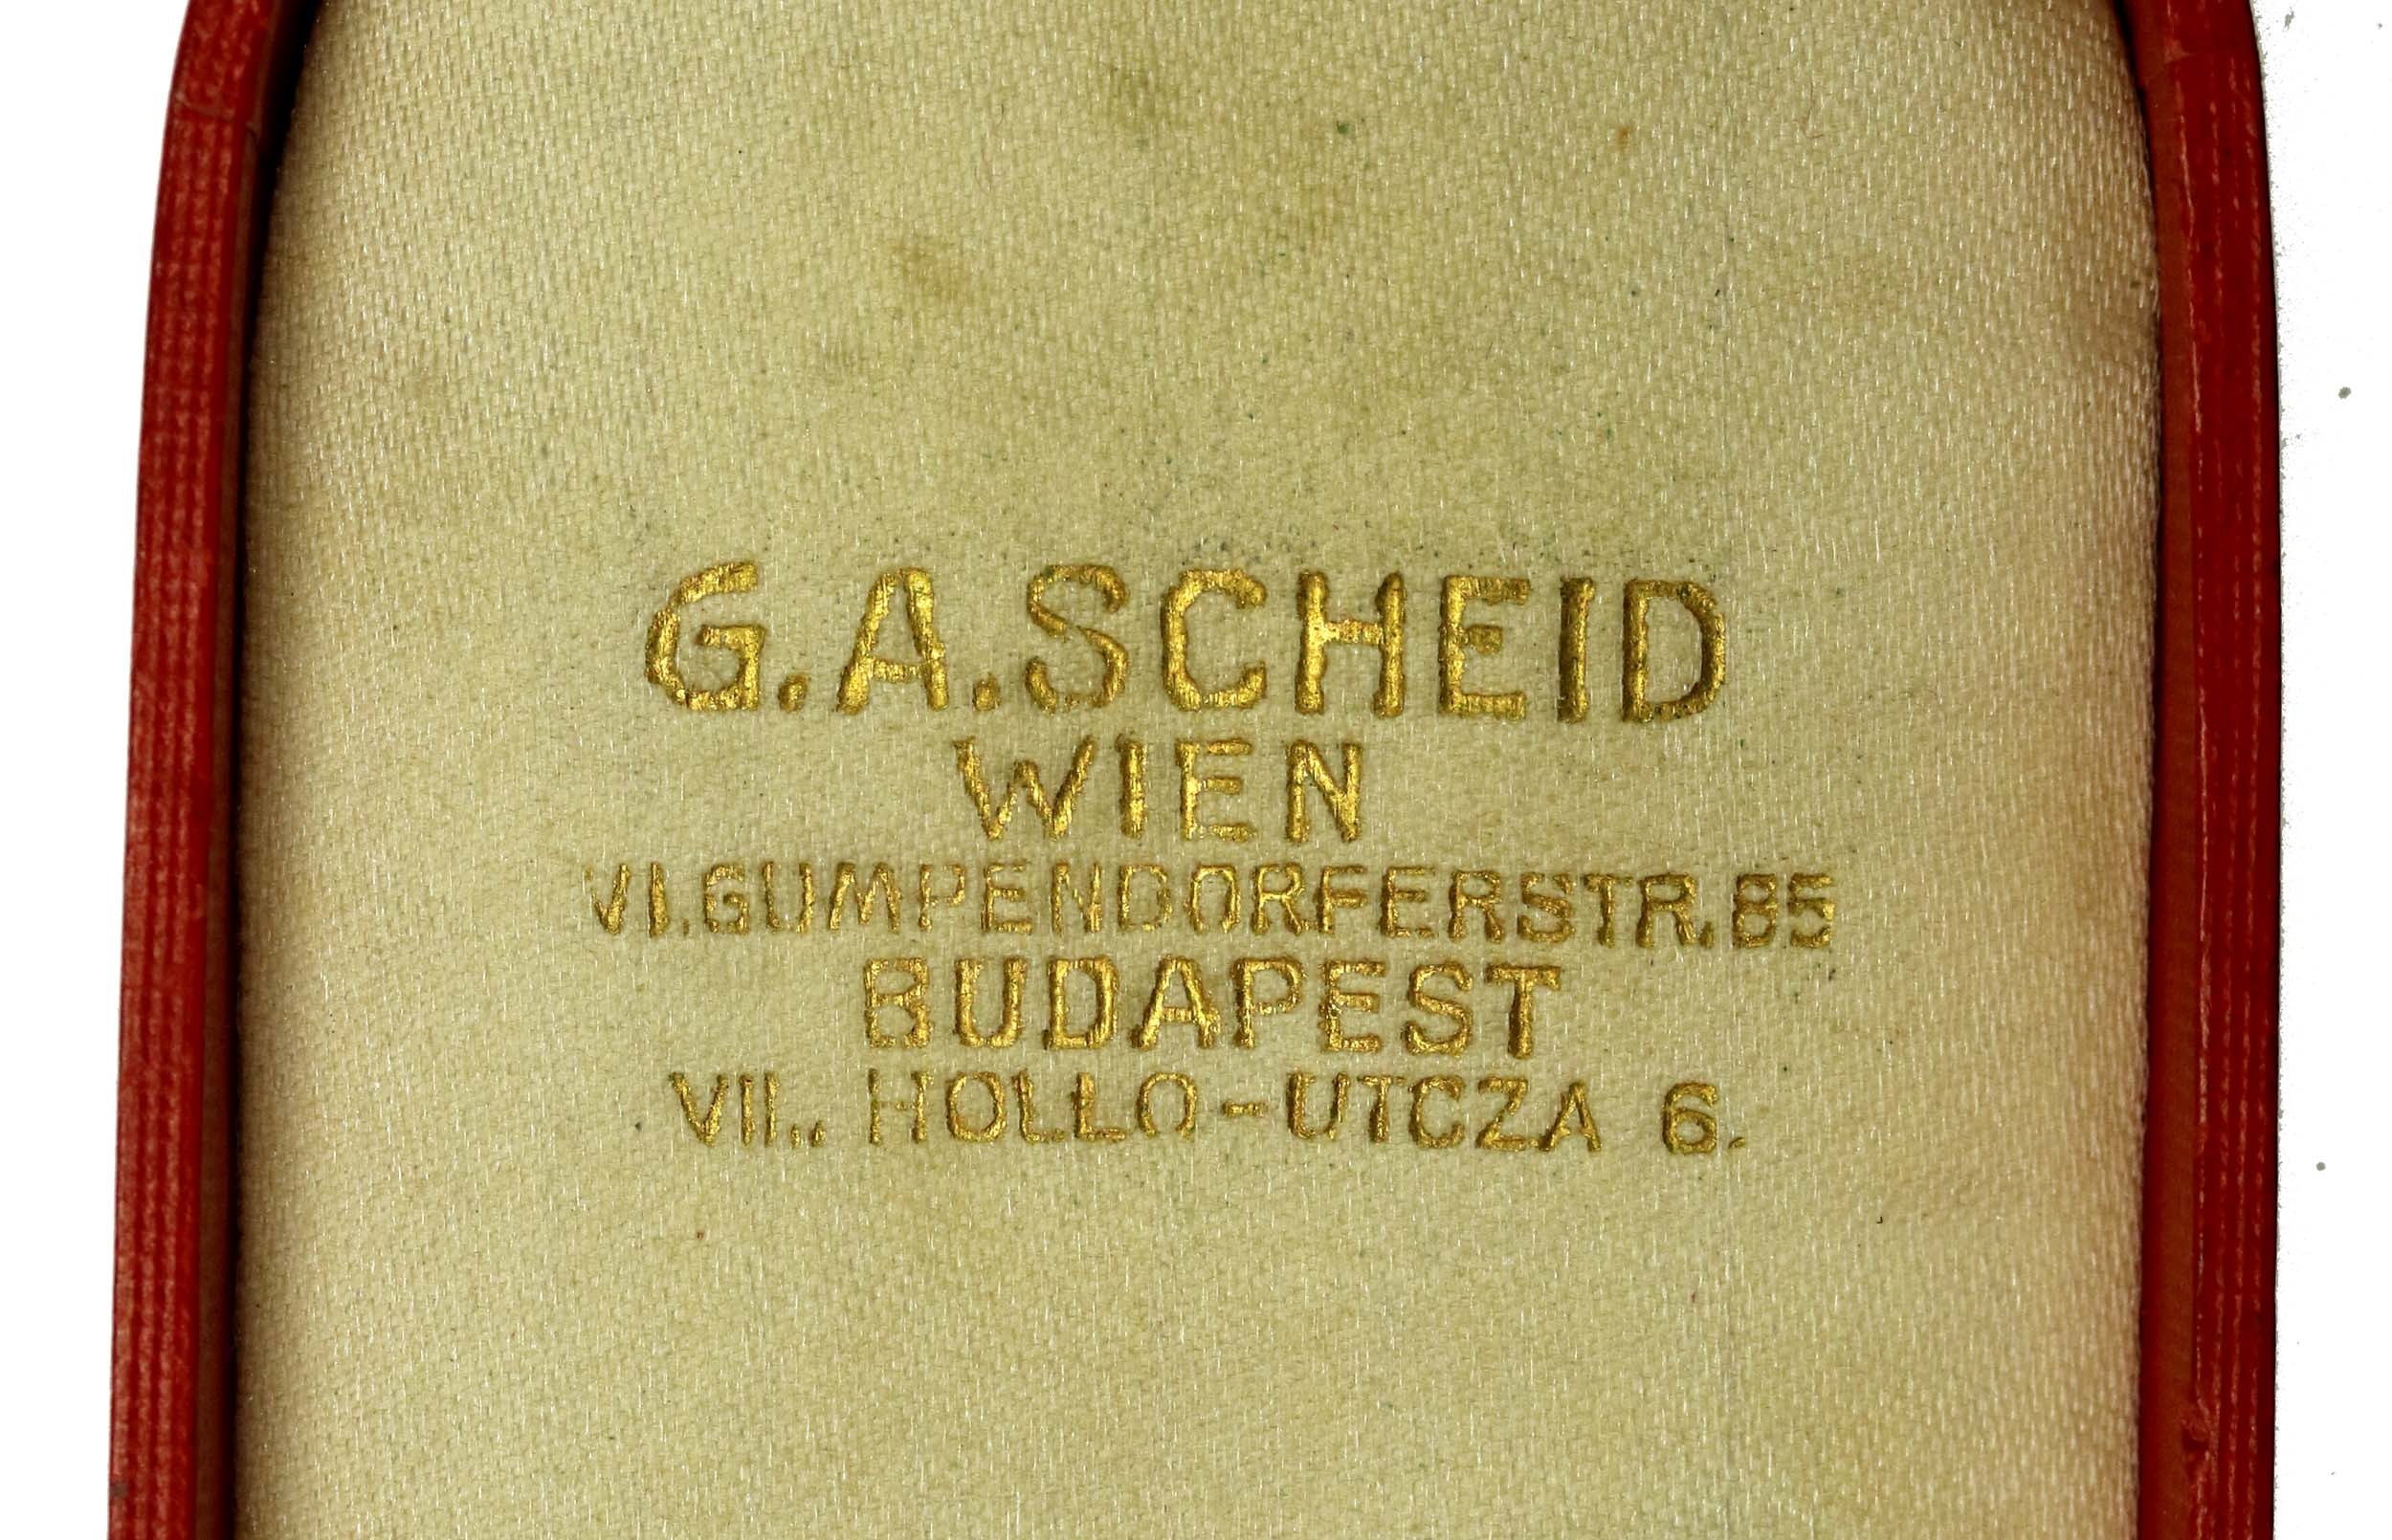 G.A.SCHEID
WIEN
VI.GUMPENDORFERSTR.85
BUDAPEST
VII., HOLLO-UTCZA 6.